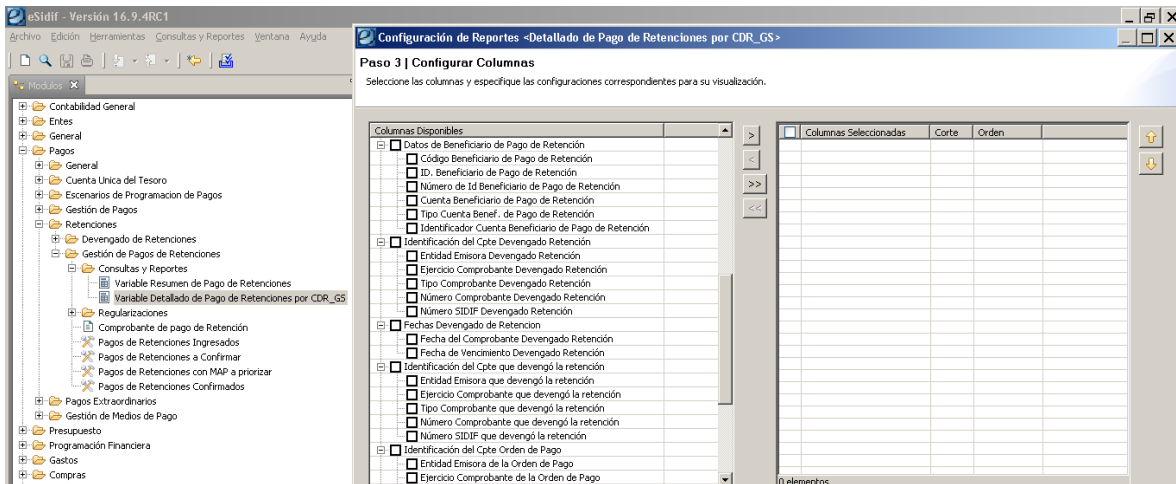 eSidif - Versión 16.9.4RC1
Archivo Edición Herramientas Consultas y Reportes Ventana Ayuda
Modulos
Contabilidad General
Entes
General
Pagos
General
Cuenta Unica del Tesoro
Escenarios de Programacion de Pagos
Gestión de Pagos
Retenciones
Devengado de Retenciones
Gestión de Pagos de Retenciones
Consultas y Reportes
Variable Resumen de Pago de Retenciones
Variable Detallado de Pago de Retenciones por CDR_GS
Regularizaciones
Comprobante de pago de Retención
Pagos de Retenciones Ingresados
Pagos de Retenciones a Confirmar
Pagos de Retenciones con MAP a priorizar
Pagos de Retenciones Confirmados
Pagos Extraordinarios
Gestión de Medios de Pago
Presupuesto
Programación Financiera
Gastos
Compras
Configuración de Reportes <Detallado de Pago de Retenciones por CDR_GS>
Paso 3 | Configurar Columnas
Seleccione las columnas y especifique las configuraciones correspondientes para su visualización.
Columnas Disponibles
Datos de Beneficiario de Pago de Retención
Código Beneficiario de Pago de Retención
ID. Beneficiario de Pago de Retención
Número de Id Beneficiario de Pago de Retención
Cuenta Beneficiario de Pago de Retención
Tipo Cuenta Benef. de Pago de Retención
Identificador Cuenta Beneficiario de Pago de Retención
Identificación del Cpte Devengado Retención
Entidad Emisora Devengado Retención
Ejercicio Comprobante Devengado Retención
Tipo Comprobante Devengado Retención
Número Comprobante Devengado Retención
Número SIDIF Devengado Retención
Fechas Devengado de Retencion
Fecha del Comprobante Devengado Retención
Fecha de Vencimiento Devengado Retención
Identificación del Cpte que devengó la retención
Entidad Emisora que devengó la retención
Ejercicio Comprobante que devengó la retención
Tipo Comprobante que devengó la retención
Número Comprobante que devengó la retención
Número SIDIF que devengó la retención
Identificación del Cpte Orden de Pago
Entidad Emisora de la Orden de Pago
Ejercicio Comprobante de la Orden de Pago
>
<
>>
<<
Columnas Seleccionadas Corte Orden
0 elementos